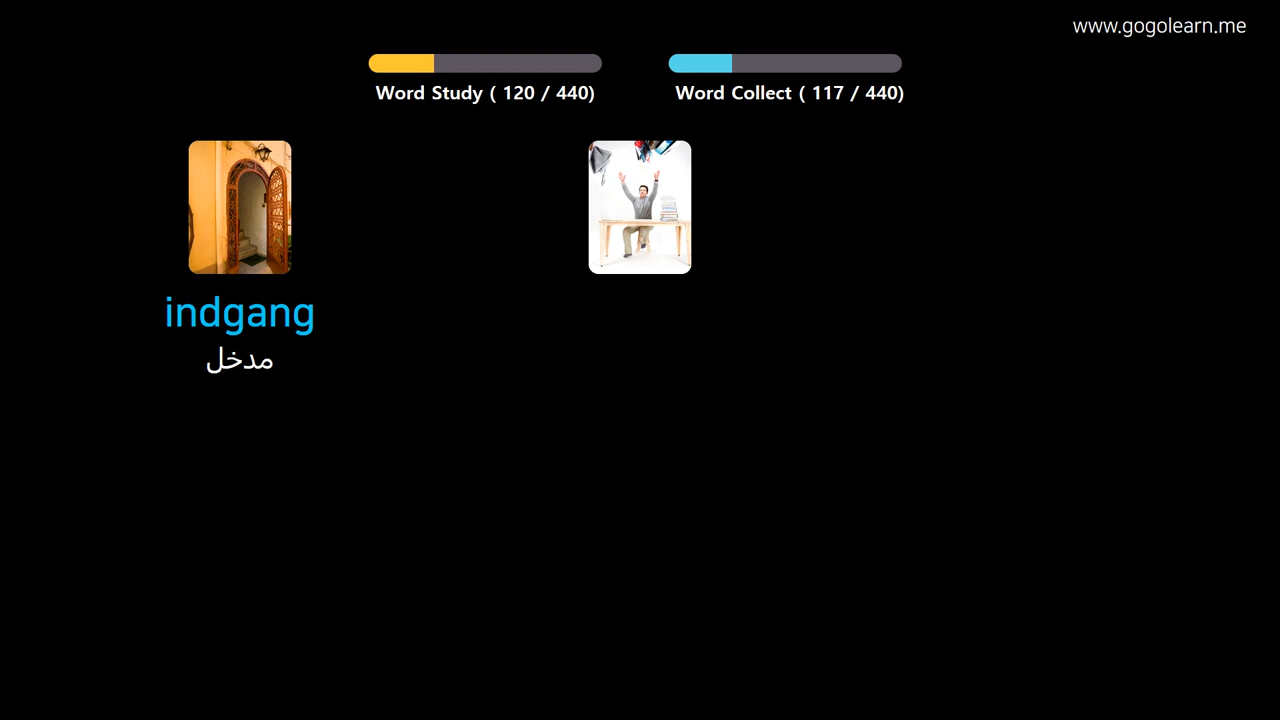 www.gogolearn.me
Word Study ( 120 / 440)
Word Collect ( 117 / 440)
indgang
مدخل